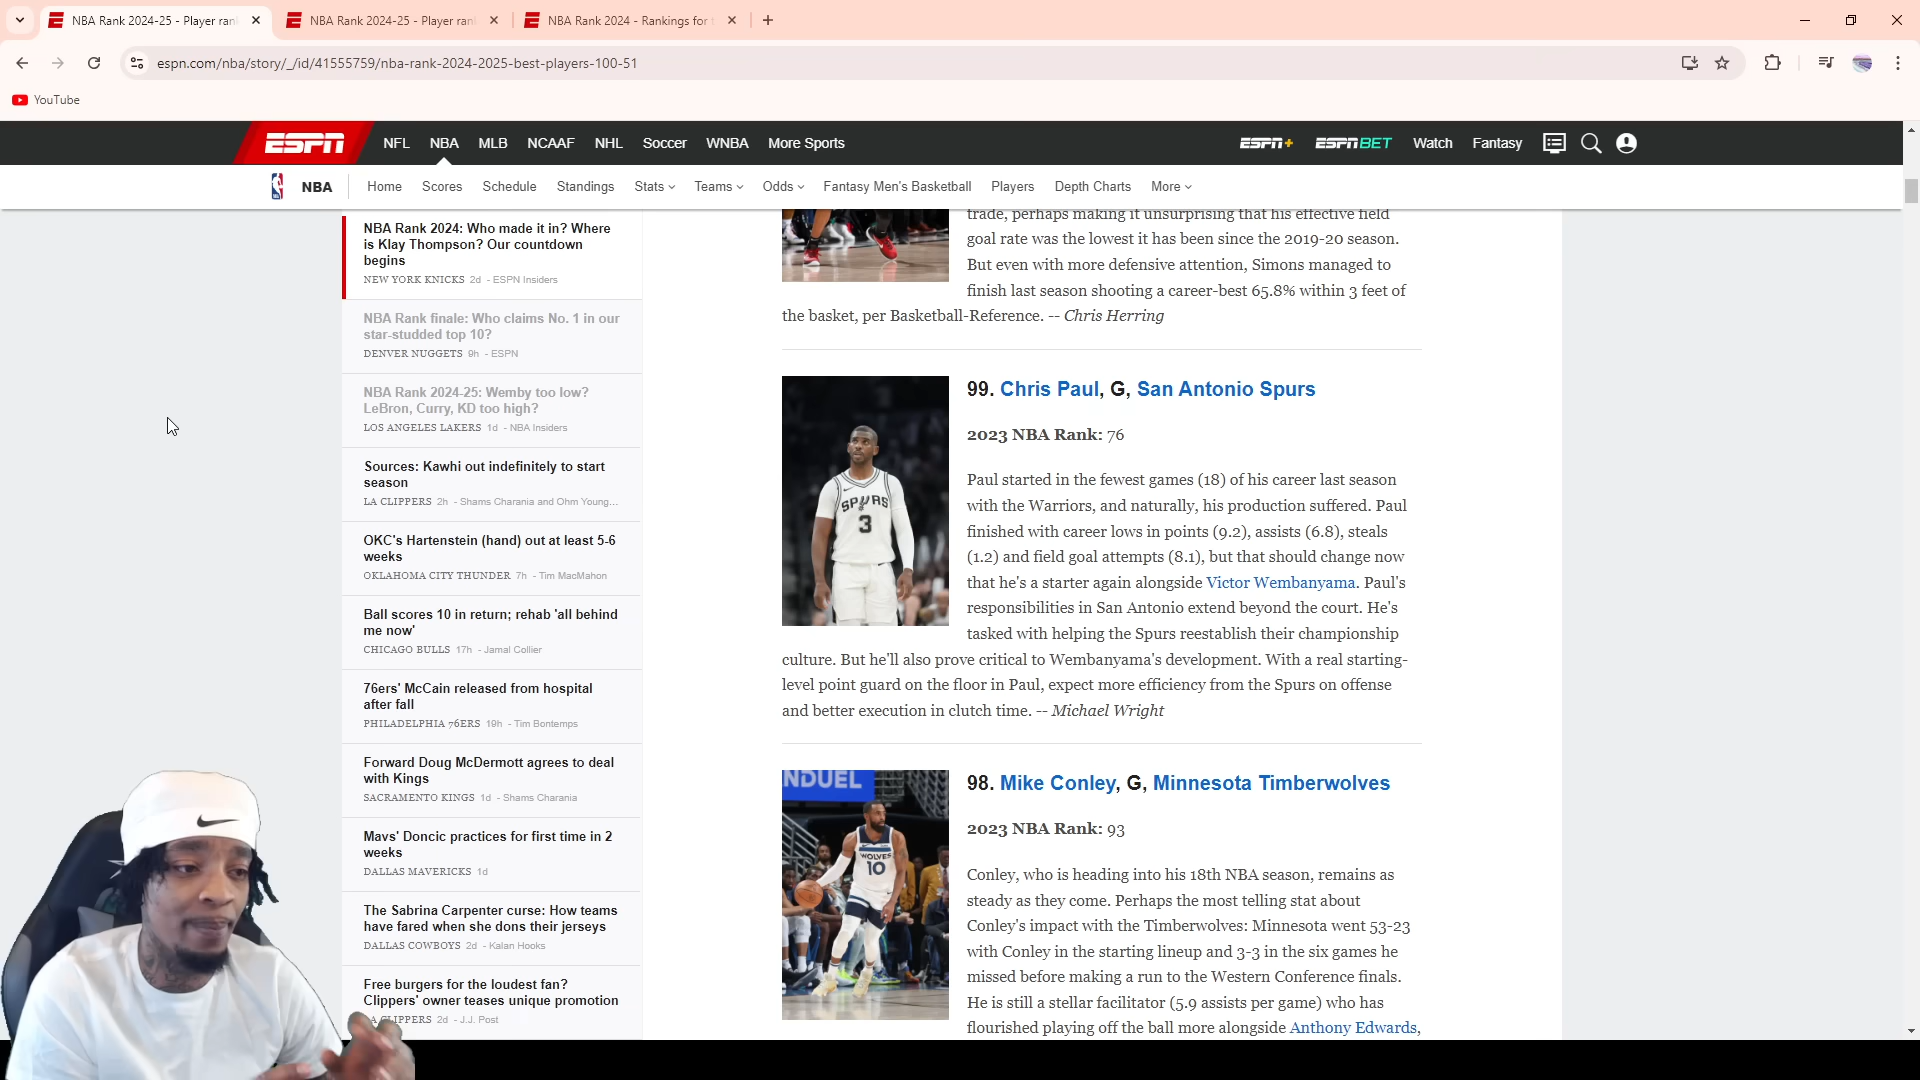 NBA Rank 2024-25 - Player ran
NBA Rank 2024-25 - Player ran
NBA Rank 2024 - Rankings for
espn.com/nba/story/_/id/41555759/nba-rank-2024-2025-best-players-100-51
YouTube
ESPN NFL NBA MLB NCAAF NHL Soccer WNBA More Sports ESPN+ ESPN BET Watch Fantasy
NBA Home Scores Schedule Standings Stats Teams Odds Fantasy Men's Basketball Players Depth Charts More
NBA Rank 2024: Who made it in? Where
is Klay Thompson? Our countdown
begins
NEW YORK KNICKS 2d - ESPN Insiders
NBA Rank finale: Who claims No. 1 in our
star-studded top 10?
DENVER NUGGETS 9h - ESPN
NBA Rank 2024-25: Wemby too low?
LeBron, Curry, KD too high?
LOS ANGELES LAKERS 1d - NBA Insiders
Sources: Kawhi out indefinitely to start
season
LA CLIPPERS 2h - Shams Charania and Ohm Young...
OKC's Hartenstein (hand) out at least 5-6
weeks
OKLAHOMA CITY THUNDER 7h - Tim MacMahon
Ball scores 10 in return; rehab 'all behind
me now'
CHICAGO BULLS 17h - Jamal Collier
76ers' McCain released from hospital
after fall
PHILADELPHIA 76ERS 19h - Tim Bontemps
Forward Doug McDermott agrees to deal
with Kings
SACRAMENTO KINGS 1d - Shams Charania
Mavs' Doncic practices for first time in 2
weeks
DALLAS MAVERICKS 1d
The Sabrina Carpenter curse: How teams
have fared when she dons their jerseys
DALLAS COWBOYS 2d - Kalan Hooks
Free burgers for the loudest fan?
Clippers' owner teases unique promotion
LA CLIPPERS 2d - J.J. Post
trade, perhaps making it unsurprising that his effective field
goal rate was the lowest it has been since the 2019-20 season.
But even with more defensive attention, Simons managed to
finish last season shooting a career-best 65.8% within 3 feet of
the basket, per Basketball-Reference. -- Chris Herring
SPURS
3
99. Chris Paul, G, San Antonio Spurs
2023 NBA Rank: 76
Paul started in the fewest games (18) of his career last season
with the Warriors, and naturally, his production suffered. Paul
finished with career lows in points (9.2), assists (6.8), steals
(1.2) and field goal attempts (8.1), but that should change now
that he's a starter again alongside Victor Wembanyama. Paul's
responsibilities in San Antonio extend beyond the court. He's
tasked with helping the Spurs reestablish their championship
culture. But he'll also prove critical to Wembanyama's development. With a real starting-
level point guard on the floor in Paul, expect more efficiency from the Spurs on offense
and better execution in clutch time. -- Michael Wright
NDUEL
WOLVES
10
98. Mike Conley, G, Minnesota Timberwolves
2023 NBA Rank: 93
Conley, who is heading into his 18th NBA season, remains as
steady as they come. Perhaps the most telling stat about
Conley's impact with the Timberwolves: Minnesota went 53-23
with Conley in the starting lineup and 3-3 in the six games he
missed before making a run to the Western Conference finals.
He is still a stellar facilitator (5.9 assists per game) who has
flourished playing off the ball more alongside Anthony Edwards,